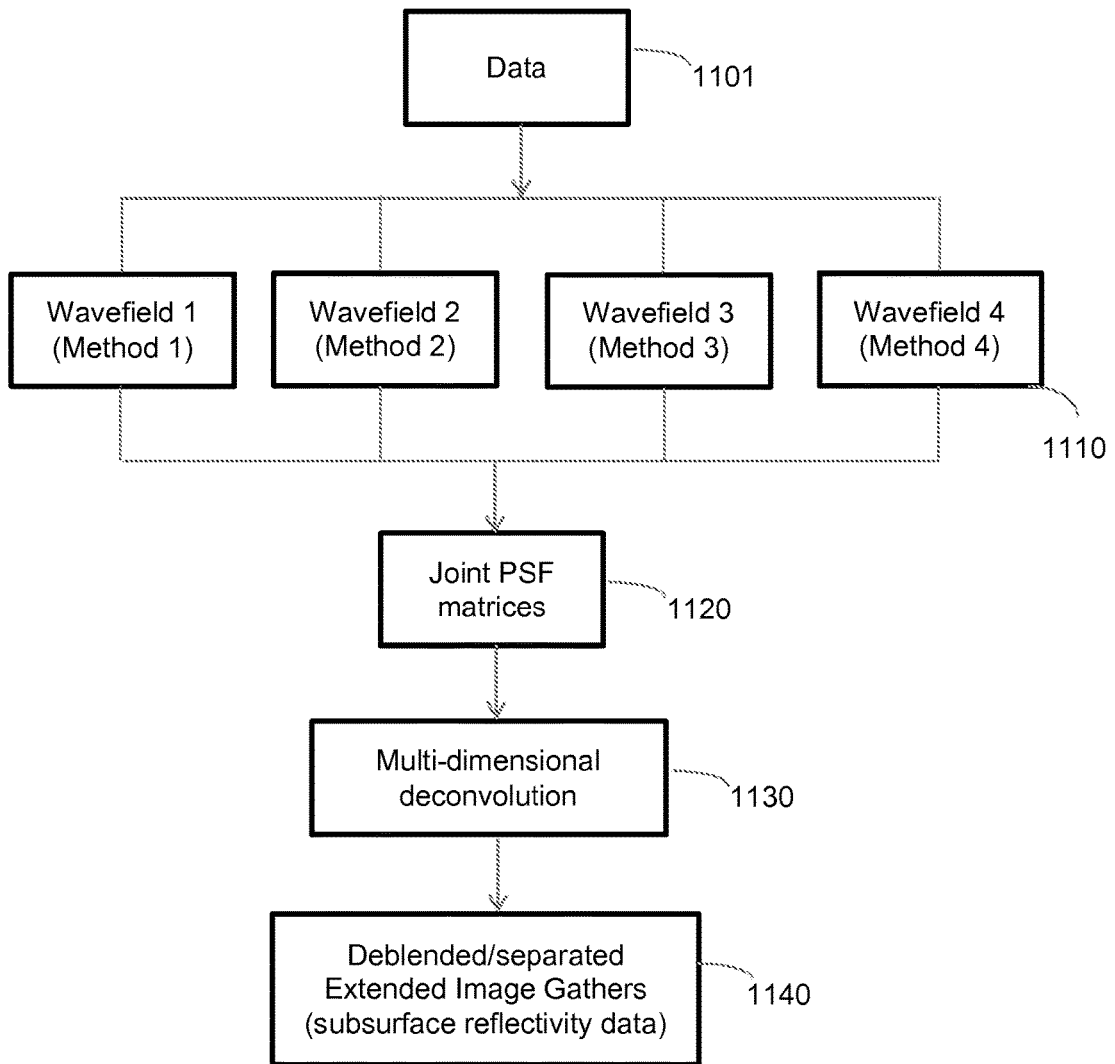 Data
1101
Wavefield 1
(Method 1)
Wavefield 2
(Method 2)
Wavefield 3
(Method 3)
Wavefield 4
(Method 4)
1110
Joint PSF
matrices
1120
Multi-dimensional
deconvolution
1130
Deblended/separated
Extended Image Gathers
(subsurface reflectivity data)
1140